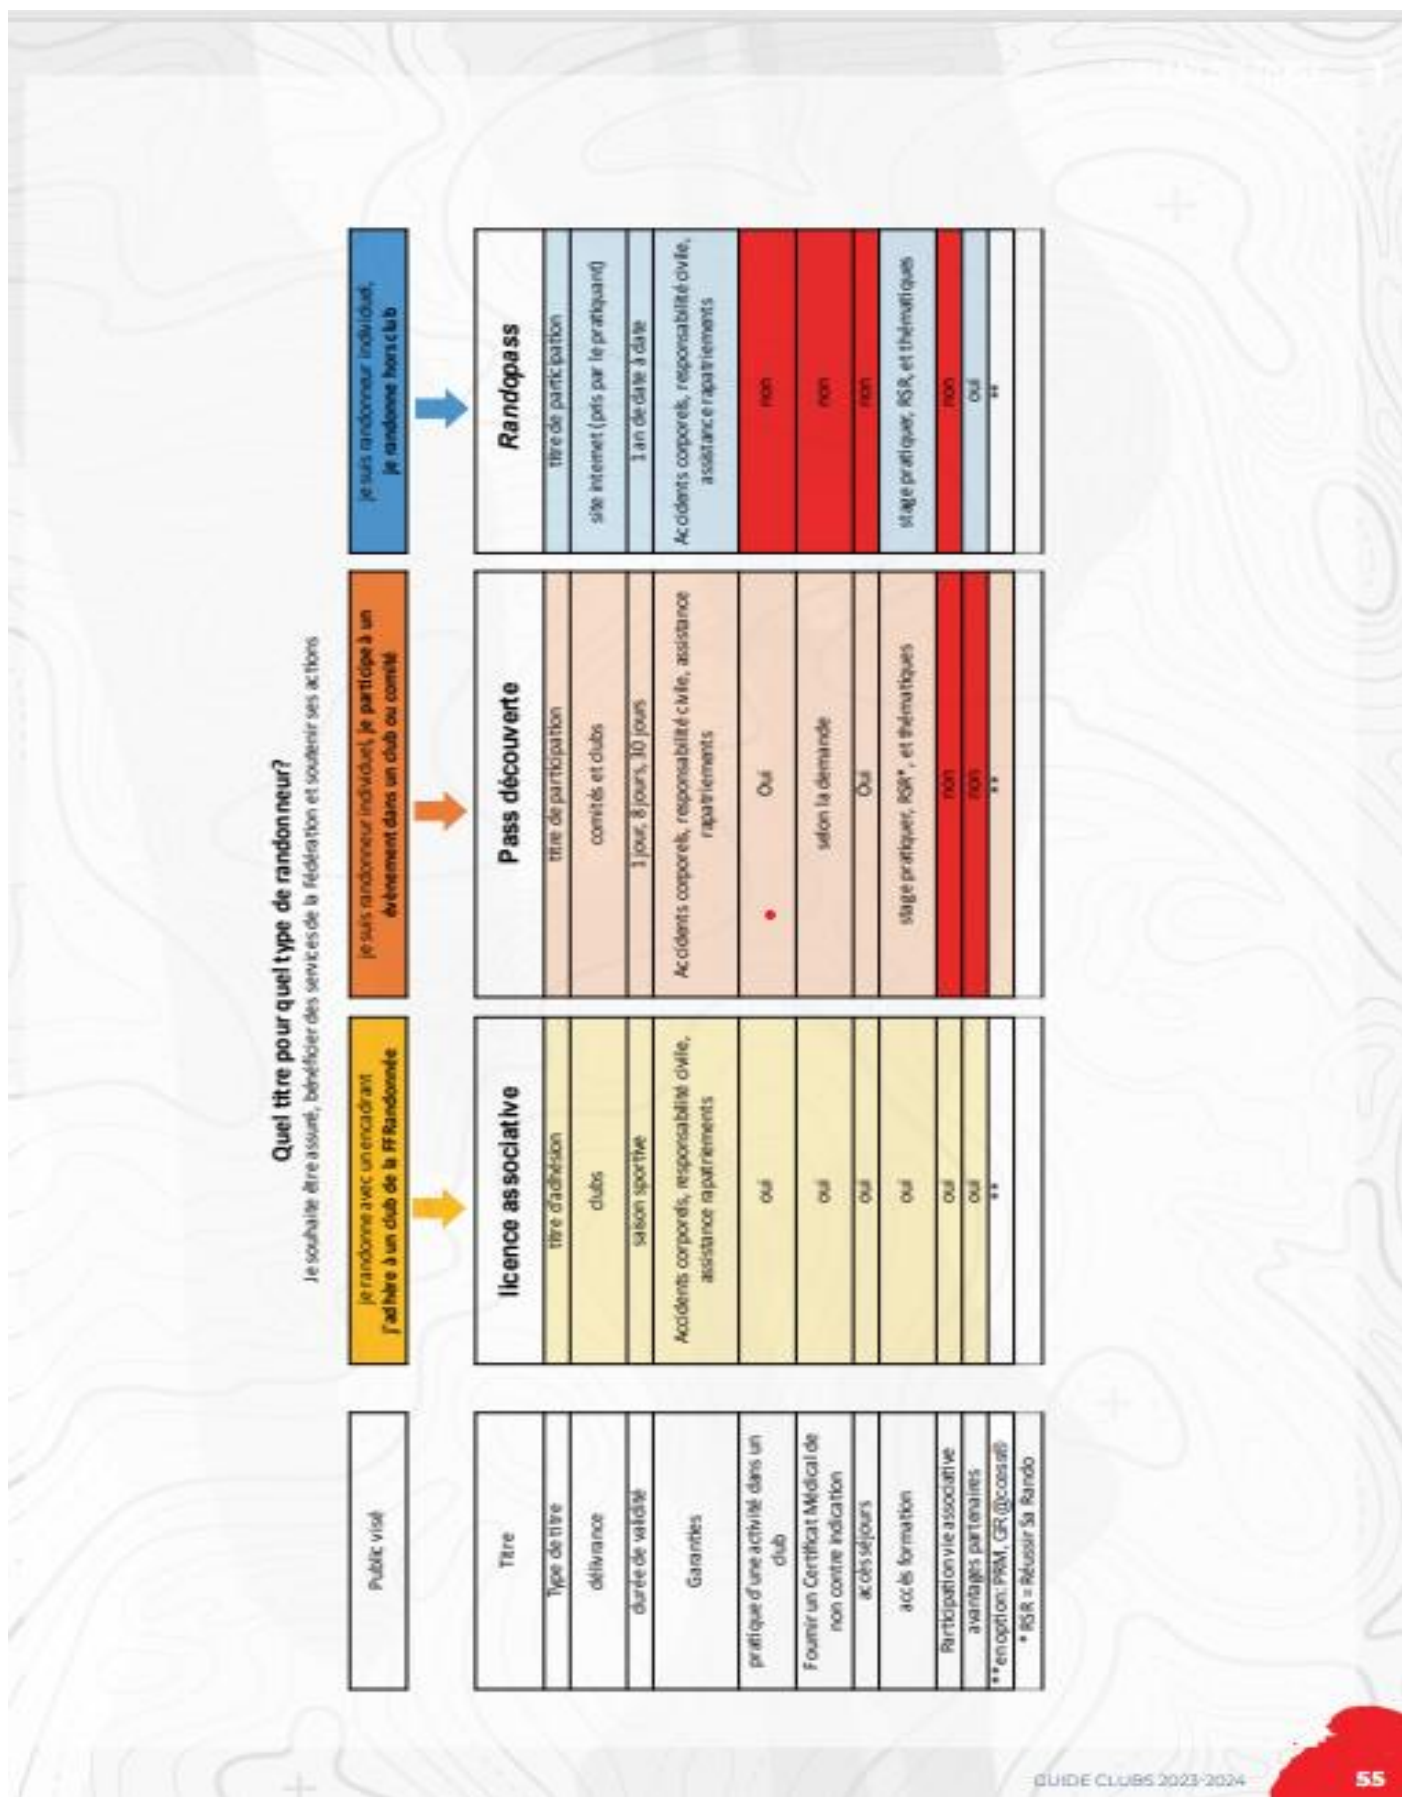 Quel titre pour quel type de randonneur?
Je souhaite être assuré, bénéficier des services de la Fédération et soutenir ses actions
Public visé
je randonne avec un encadrant
j'adhère à un club de la FFRandonnée
je suis randonneur individuel, je participe à un
évènement dans un club ou comité
je suis randonneur individuel,
je randonne hors club
Titre
licence associative
Pass découverte
Randopass
Type de titre
titre d'adhésion
titre de participation
titre de participation
délivrance
clubs
comités et clubs
site internet (pris par le pratiquant)
durée de validité
saison sportive
1 jour, 8 jours, 30 jours
1 an de date à date
Garanties
Accidents corporels, responsabilité civile,
assistance rapatriements
Accidents corporels, responsabilité civile, assistance
rapatriements
Accidents corporels, responsabilité civile,
assistance rapatriements
pratique d'une activité dans un
club
oui
Oui
non
Fournir un Certificat Médical de
non contre indication
oui
selon la demande
non
accès séjours
oui
Oui
non
accès formation
oui
stage pratiquer, RSR*, et thématiques
stage pratiquer, RSR, et thématiques
Participation vie associative
oui
non
non
avantages partenaires
oui
non
oui
**en option: PRM, GR@ccess®
**
**
**
* RSR = Réussir Sa Rando
GUIDE CLUBS 2023-2024
55